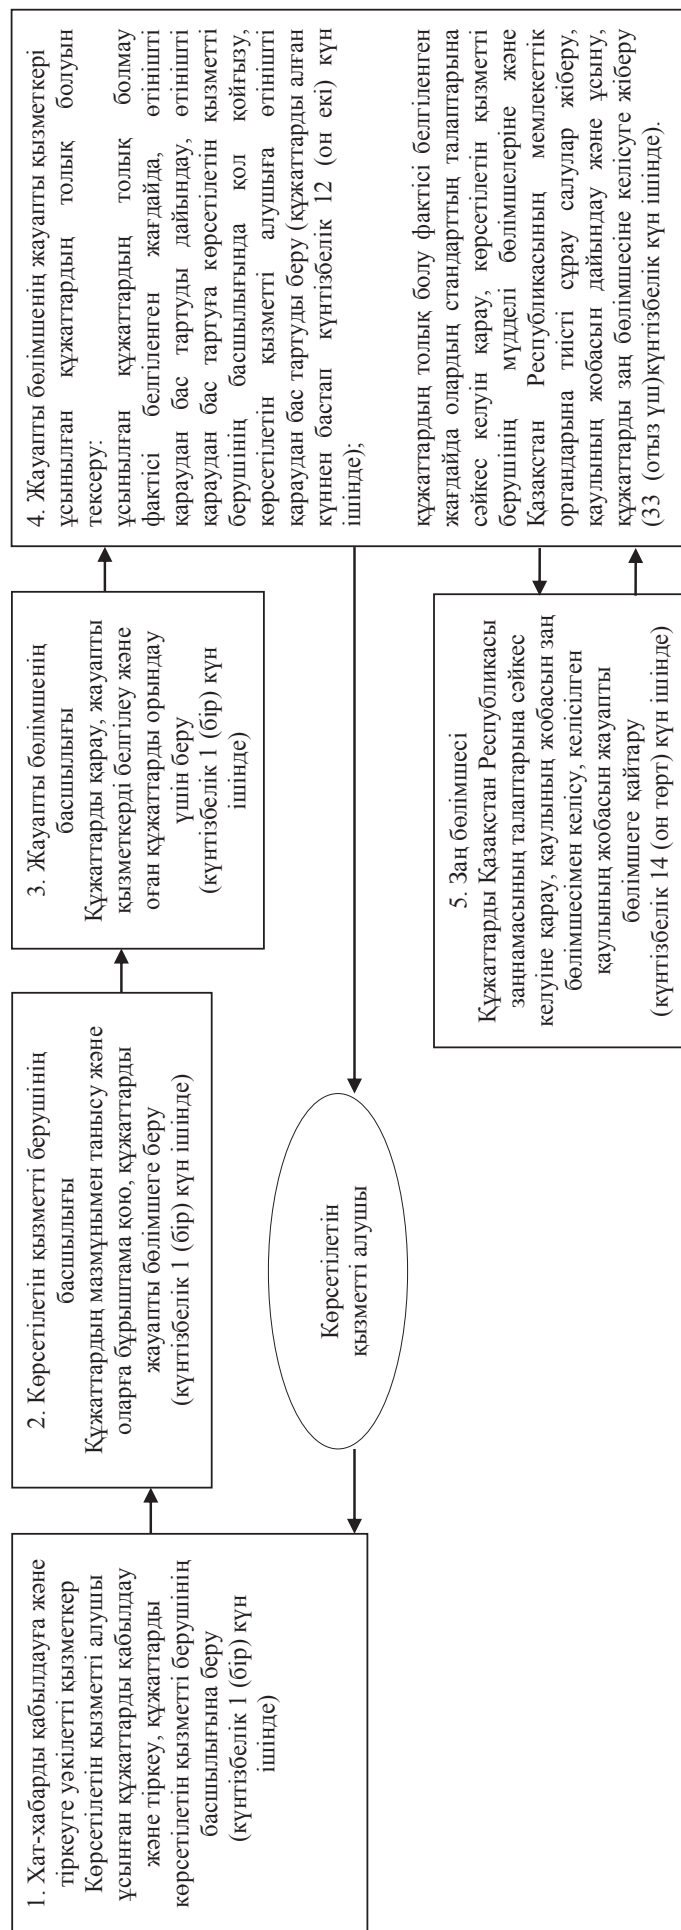 1. Хат-хабарды қабылдауға және
тіркеуге уәкілетті қызметкер
Көрсетілетін қызметті алушы
ұсынған құжаттарды қабылдау
және тіркеу, құжаттарды
көрсетілетін қызметті берушінің
басшылығына беру
(күнтізбелік 1 (бір) күн
ішінде)
2. Көрсетілетін қызметті берушінің
басшылығы
Құжаттардың мазмұнымен танысу және
оларға бұрыштама қою, құжаттарды
жауапты бөлімшеге беру
(күнтізбелік 1 (бір) күн ішінде)
3. Жауапты бөлімшенің
басшылығы
Құжаттарды қарау, жауапты
қызметкерді белгілеу және
оған құжаттарды орындау
үшін беру
(күнтізбелік 1 (бір) күн
ішінде)
4. Жауапты бөлімшенің жауапты қызметкері
ұсынылған құжаттардың толық болуын
тексеру:
ұсынылған құжаттардың толық болмау
фактісі белгіленген жағдайда, өтінішті
қараудан бас тартуды дайындау, өтінішті
қараудан бас тартуға көрсетілетін қызметті
берушінің басшылығында қол қойғызу,
көрсетілетін қызметті алушыға өтінішті
қараудан бас тартуды беру (құжаттарды алған
күннен бастап күнтізбелік 12 (он екі) күн
ішінде);
құжаттардың толық болу фактісі белгіленген
жағдайда олардың стандарттың талаптарына
сәйкес келуін қарау, көрсетілетін қызметті
берушінің мүдделі бөлімшелеріне және
Қазақстан Республикасының мемлекеттік
органдарына тиісті сұрау салулар жіберу,
қаулының жобасын дайындау және ұсыну,
құжаттарды заң бөлімшесіне келісуге жіберу
(33 (отыз үш)күнтізбелік күн ішінде).
Көрсетілетін
қызметті алушы
5. Заң бөлімшесі
Құжаттарды Қазақстан Республикасы
заңнамасының талаптарына сәйкес
келуіне қарау, қаулының жобасын заң
бөлімшесімен келісу, келісілген
қаулының жобасын жауапты
бөлімшеге қайтару
(күнтізбелік 14 (он төрт) күн ішінде)